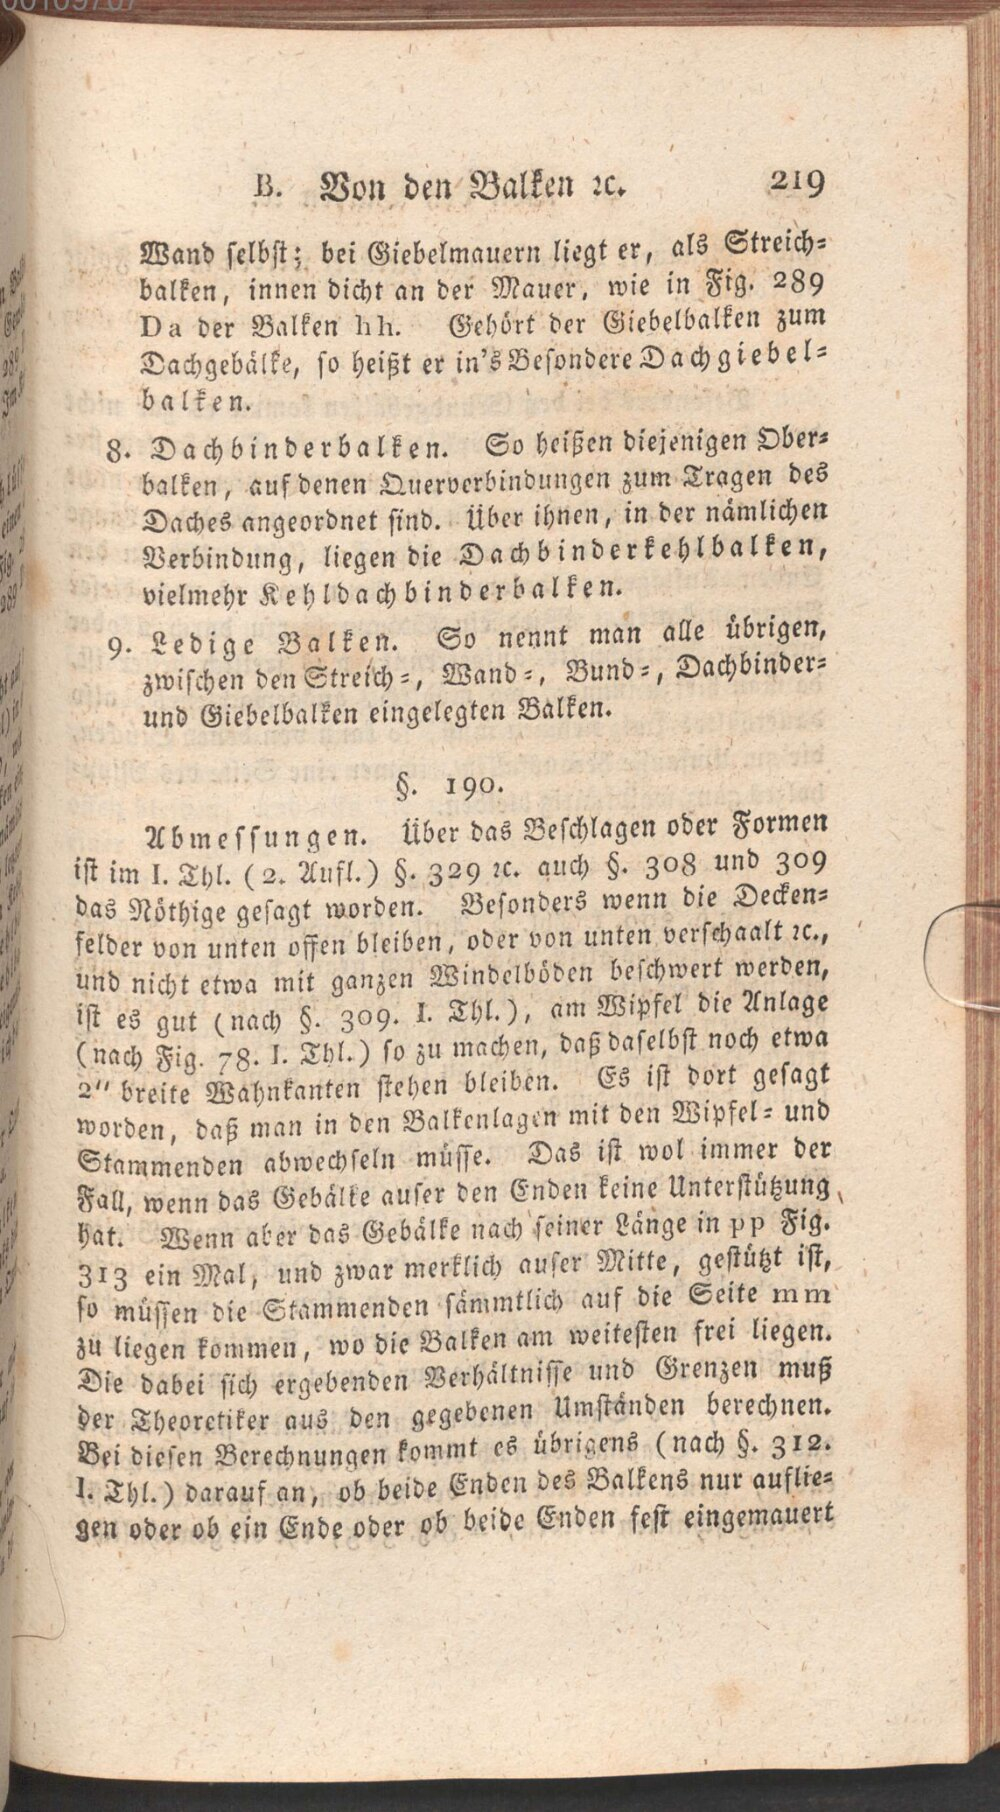 B. Von den Balken ꝛc. 219
Wand selbst; bei Giebelmauern liegt er, als Streich-
balken, innen dicht an der Mauer, wie in Fig. 289
Da der Balken hh. Gehört der Giebelbalken zum
Dachgebälke, so heißt er in's Besondere Dachgiebel-
balken.
8. Dachbinderbalken. So heißen diejenigen Ober-
balken, auf denen Querverbindungen zum Tragen des
Daches angeordnet sind. Über ihnen, in der nämlichen
Verbindung, liegen die Dachbinderkehlbalken,
vielmehr Kehldachbinderbalken.
9. Ledige Balken. So nennt man alle übrigen,
zwischen den Streich-, Wand-, Bund-, Dachbinder-
und Giebelbalken eingelegten Balken.
§. 190.
Abmessungen. Über das Beschlagen oder Formen
ist im I. Thl. (2. Aufl.) §. 329 ꝛc. auch §. 308 und 309
das Nöthige gesagt worden. Besonders wenn die Decken-
felder von unten offen bleiben, oder von unten verschaalt ꝛc.,
und nicht etwa mit ganzen Windelböden beschwert werden,
ist es gut (nach §. 309. I. Thl.), am Wipfel die Anlage
(nach Fig. 78. I. Thl.) so zu machen, daß daselbst noch etwa
2" breite Wahnkanten stehen bleiben. Es ist dort gesagt
worden, daß man in den Balkenlagen mit den Wipfel- und
Stammenden abwechseln müsse. Das ist wol immer der
Fall, wenn das Gebälke auser den Enden keine Unterstützung
hat. Wenn aber das Gebälke nach seiner Länge in pp Fig.
313 ein Mal, und zwar merklich auser Mitte, gestützt ist,
so müssen die Stammenden sämmtlich auf die Seite mm
zu liegen kommen, wo die Balken am weitesten frei liegen.
Die dabei sich ergebenden Verhältnisse und Grenzen muß
der Theoretiker aus den gegebenen Umständen berechnen.
Bei diesen Berechnungen kommt es übrigens (nach §. 312.
I. Thl.) darauf an, ob beide Enden des Balkens nur auflie-
gen oder ob ein Ende oder ob beide Enden fest eingemauert